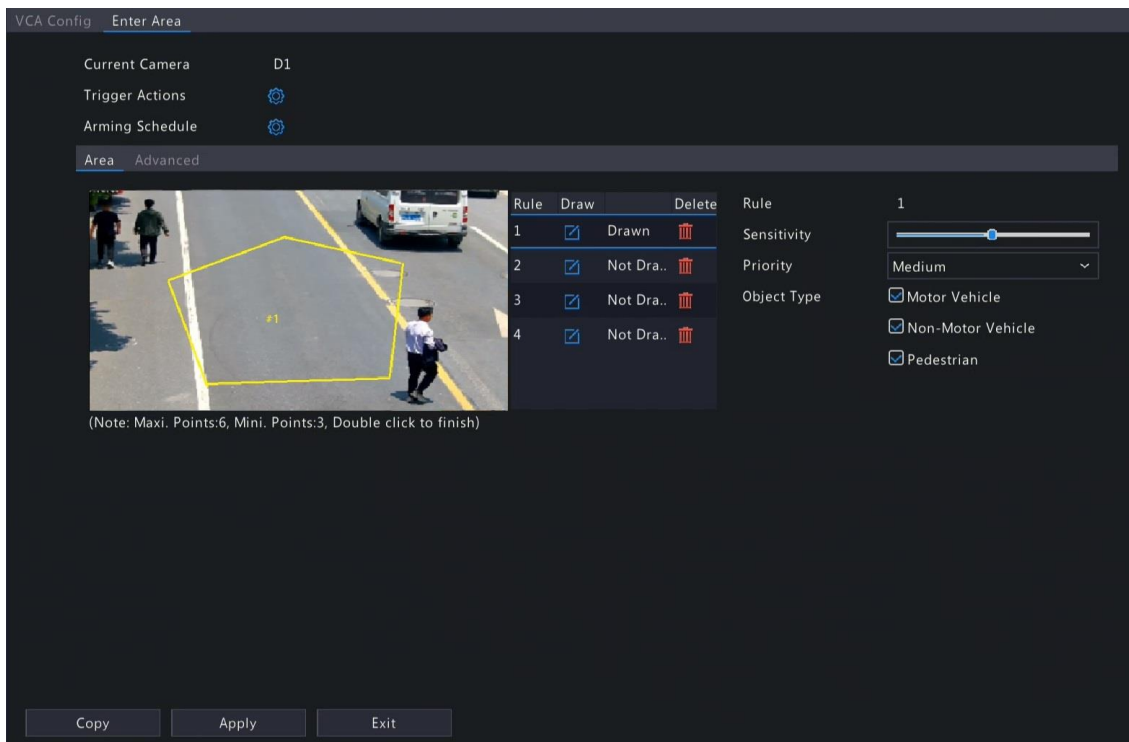 VCA Config Enter Area
Current Camera D1
Trigger Actions
Arming Schedule
Area Advanced
Rule Draw Delete
1 Drawn
2 Not Dra..
3 Not Dra..
4 Not Dra..
#1
Rule 1
Sensitivity
Priority Medium
Object Type Motor Vehicle
Non-Motor Vehicle
Pedestrian
(Note: Maxi. Points:6, Mini. Points:3, Double click to finish)
Copy Apply Exit